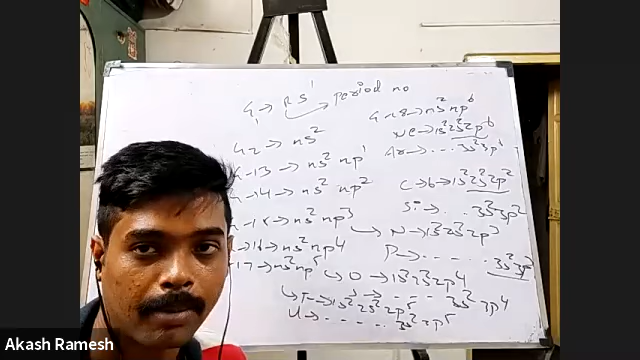 G1 → ns¹ → period no
G-2 → ns²
G-13 → ns² np¹
G-14 → ns² np²
G-15 → ns² np³
G-16 → ns² np4
-17 → ns² np⁵
G-18 → ns² np⁶
Ne → 1s² 2s² 2p⁶
Ar → ... 3s² 3p⁶
C → 6 → 1s² 2s² 2p²
Si → .. 3s² 3p²
N → 1s² 2s² 2p³
P → ...... 3s² 3p³
O → 1s² 2s² 2p4
→ .... 3s² 3p4
F → 1s² 2s² 2p⁵
→ ...... 3s² 3p⁵
Akash Ramesh